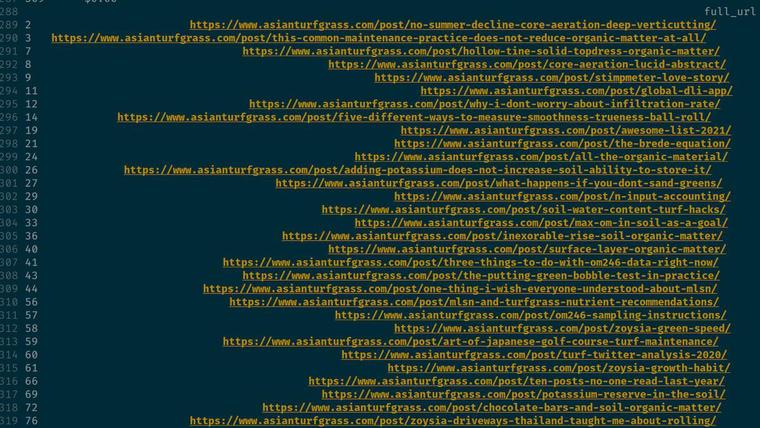 288 full_url
289 2 https://www.asianturfgrass.com/post/no-summer-decline-core-aeration-deep-verticutting/
290 3 https://www.asianturfgrass.com/post/this-common-maintenance-practice-does-not-reduce-organic-matter-at-all/
291 7 https://www.asianturfgrass.com/post/hollow-tine-solid-topdress-organic-matter/
292 8 https://www.asianturfgrass.com/post/core-aeration-lucid-abstract/
293 9 https://www.asianturfgrass.com/post/stimpmeter-love-story/
294 11 https://www.asianturfgrass.com/post/global-dli-app/
295 12 https://www.asianturfgrass.com/post/why-i-dont-worry-about-infiltration-rate/
296 14 https://www.asianturfgrass.com/post/five-different-ways-to-measure-smoothness-trueness-ball-roll/
297 19 https://www.asianturfgrass.com/post/awesome-list-2021/
298 21 https://www.asianturfgrass.com/post/the-brede-equation/
299 24 https://www.asianturfgrass.com/post/all-the-organic-material/
300 26 https://www.asianturfgrass.com/post/adding-potassium-does-not-increase-soil-ability-to-store-it/
301 27 https://www.asianturfgrass.com/post/what-happens-if-you-dont-sand-greens/
302 29 https://www.asianturfgrass.com/post/n-input-accounting/
303 30 https://www.asianturfgrass.com/post/soil-water-content-turf-hacks/
304 33 https://www.asianturfgrass.com/post/max-om-in-soil-as-a-goal/
305 36 https://www.asianturfgrass.com/post/inexorable-rise-soil-organic-matter/
306 40 https://www.asianturfgrass.com/post/surface-layer-organic-matter/
307 41 https://www.asianturfgrass.com/post/three-things-to-do-with-om246-data-right-now/
308 43 https://www.asianturfgrass.com/post/the-putting-green-bobble-test-in-practice/
309 44 https://www.asianturfgrass.com/post/one-thing-i-wish-everyone-understood-about-mlsn/
310 56 https://www.asianturfgrass.com/post/mlsn-and-turfgrass-nutrient-recommendations/
311 57 https://www.asianturfgrass.com/post/om246-sampling-instructions/
312 58 https://www.asianturfgrass.com/post/zoysia-green-speed/
313 59 https://www.asianturfgrass.com/post/art-of-japanese-golf-course-turf-maintenance/
314 60 https://www.asianturfgrass.com/post/turf-twitter-analysis-2020/
315 61 https://www.asianturfgrass.com/post/zoysia-growth-habit/
316 66 https://www.asianturfgrass.com/post/ten-posts-no-one-read-last-year/
317 69 https://www.asianturfgrass.com/post/potassium-reserve-in-the-soil/
318 72 https://www.asianturfgrass.com/post/chocolate-bars-and-soil-organic-matter/
319 76 https://www.asianturfgrass.com/post/zoysia-driveways-thailand-taught-me-about-rolling/